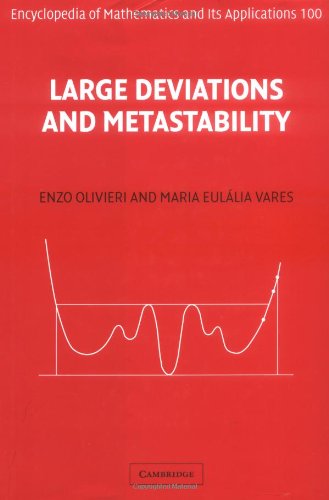 Encyclopedia of Mathematics and Its Applications 100
LARGE DEVIATIONS
AND METASTABILITY
ENZO OLIVIERI AND MARIA EULÁLIA VARES
CAMBRIDGE